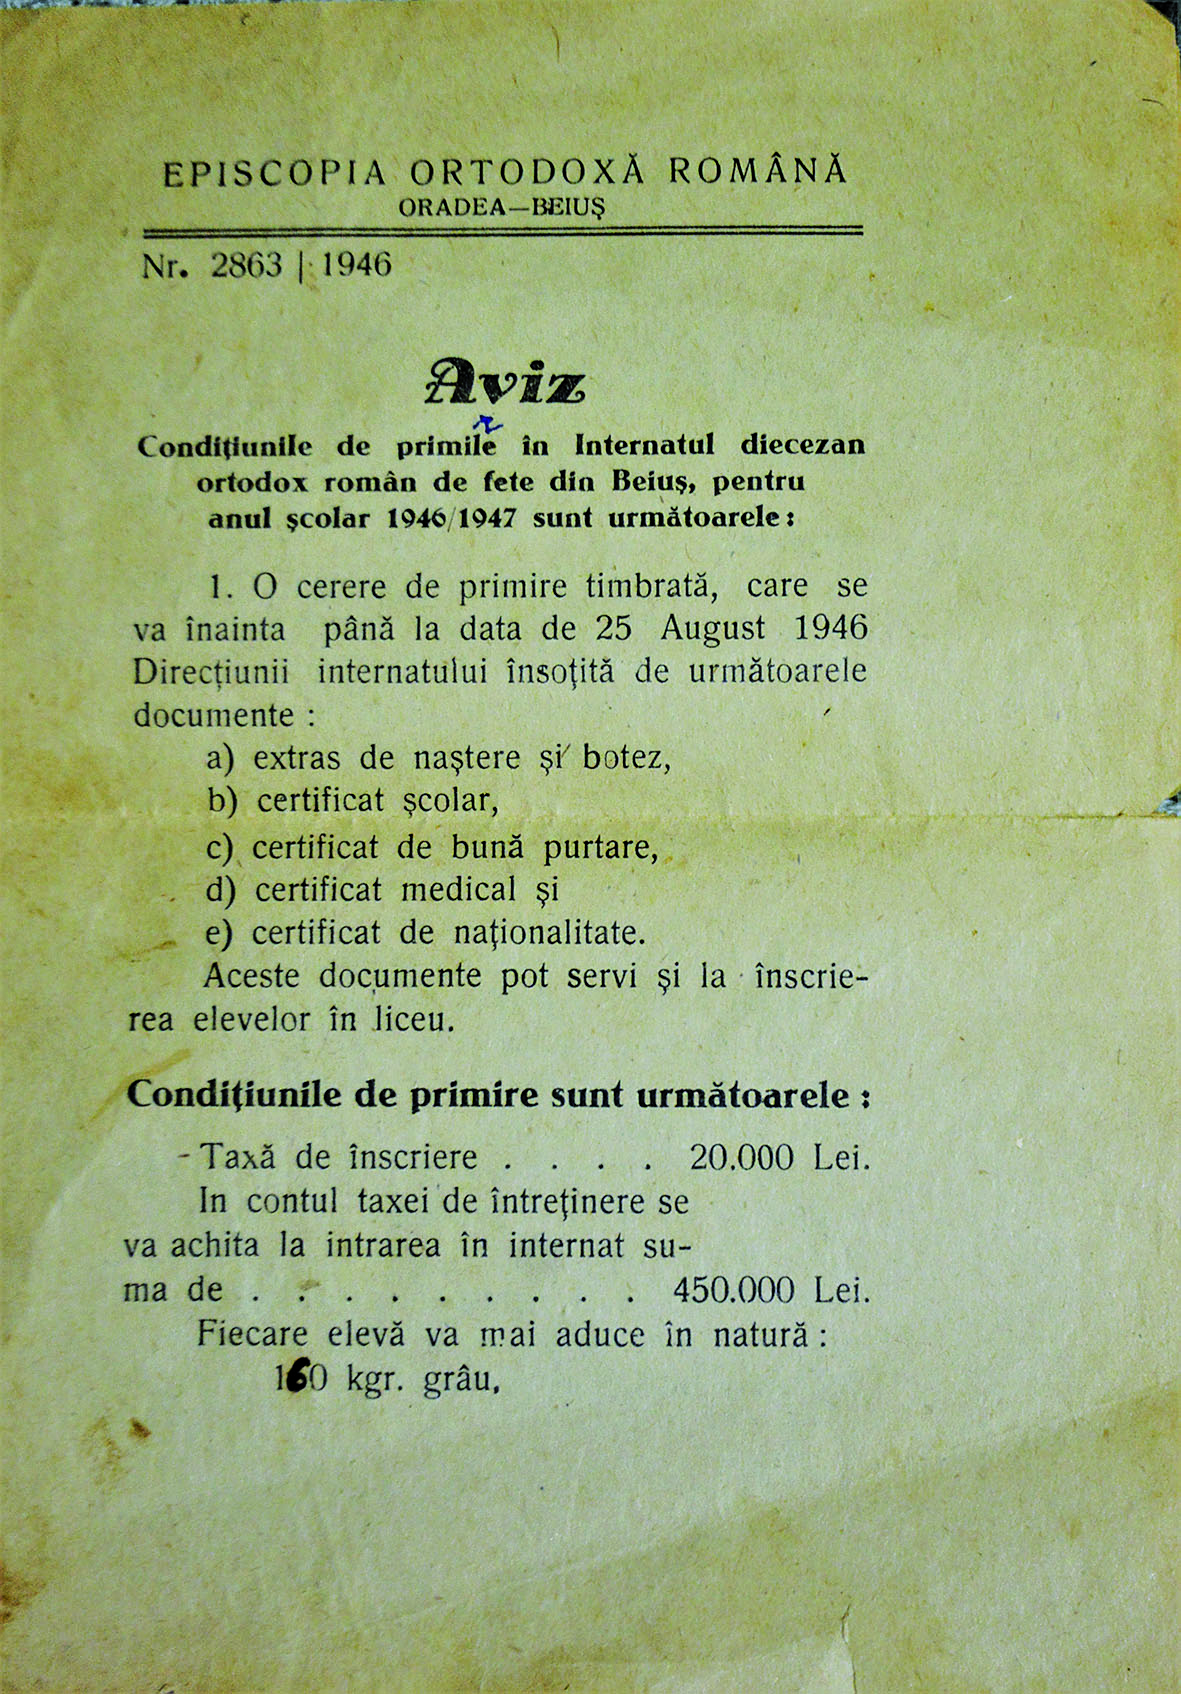 EPISCOPIA ORTODOXĂ ROMÂNĂ
ORADEA—BEIUŞ
Nr. 2863 | 1946
Aviz
r
Condiţiunile de primile în Internatul diecezan
ortodox român de fete din Beiuş, pentru
anul şcolar 1946/1947 sunt următoarele:
1. O cerere de primire timbrată, care se
va înainta până la data de 25 August 1946
Direcţiunii internatului însoţită de următoarele
documente :
a) extras de naştere şi botez,
b) certificat şcolar,
c) certificat de bună purtare,
d) certificat medical şi
e) certificat de naţionalitate.
Aceste documente pot servi şi la înscrie-
rea elevelor în liceu.
Condiţiunile de primire sunt următoarele :
- Taxă de înscriere . . . . 20.000 Lei.
In contul taxei de întreţinere se
va achita la intrarea în internat su-
ma de . . . . . . . . . 450.000 Lei.
Fiecare elevă va mai aduce în natură :
160 kgr. grâu.